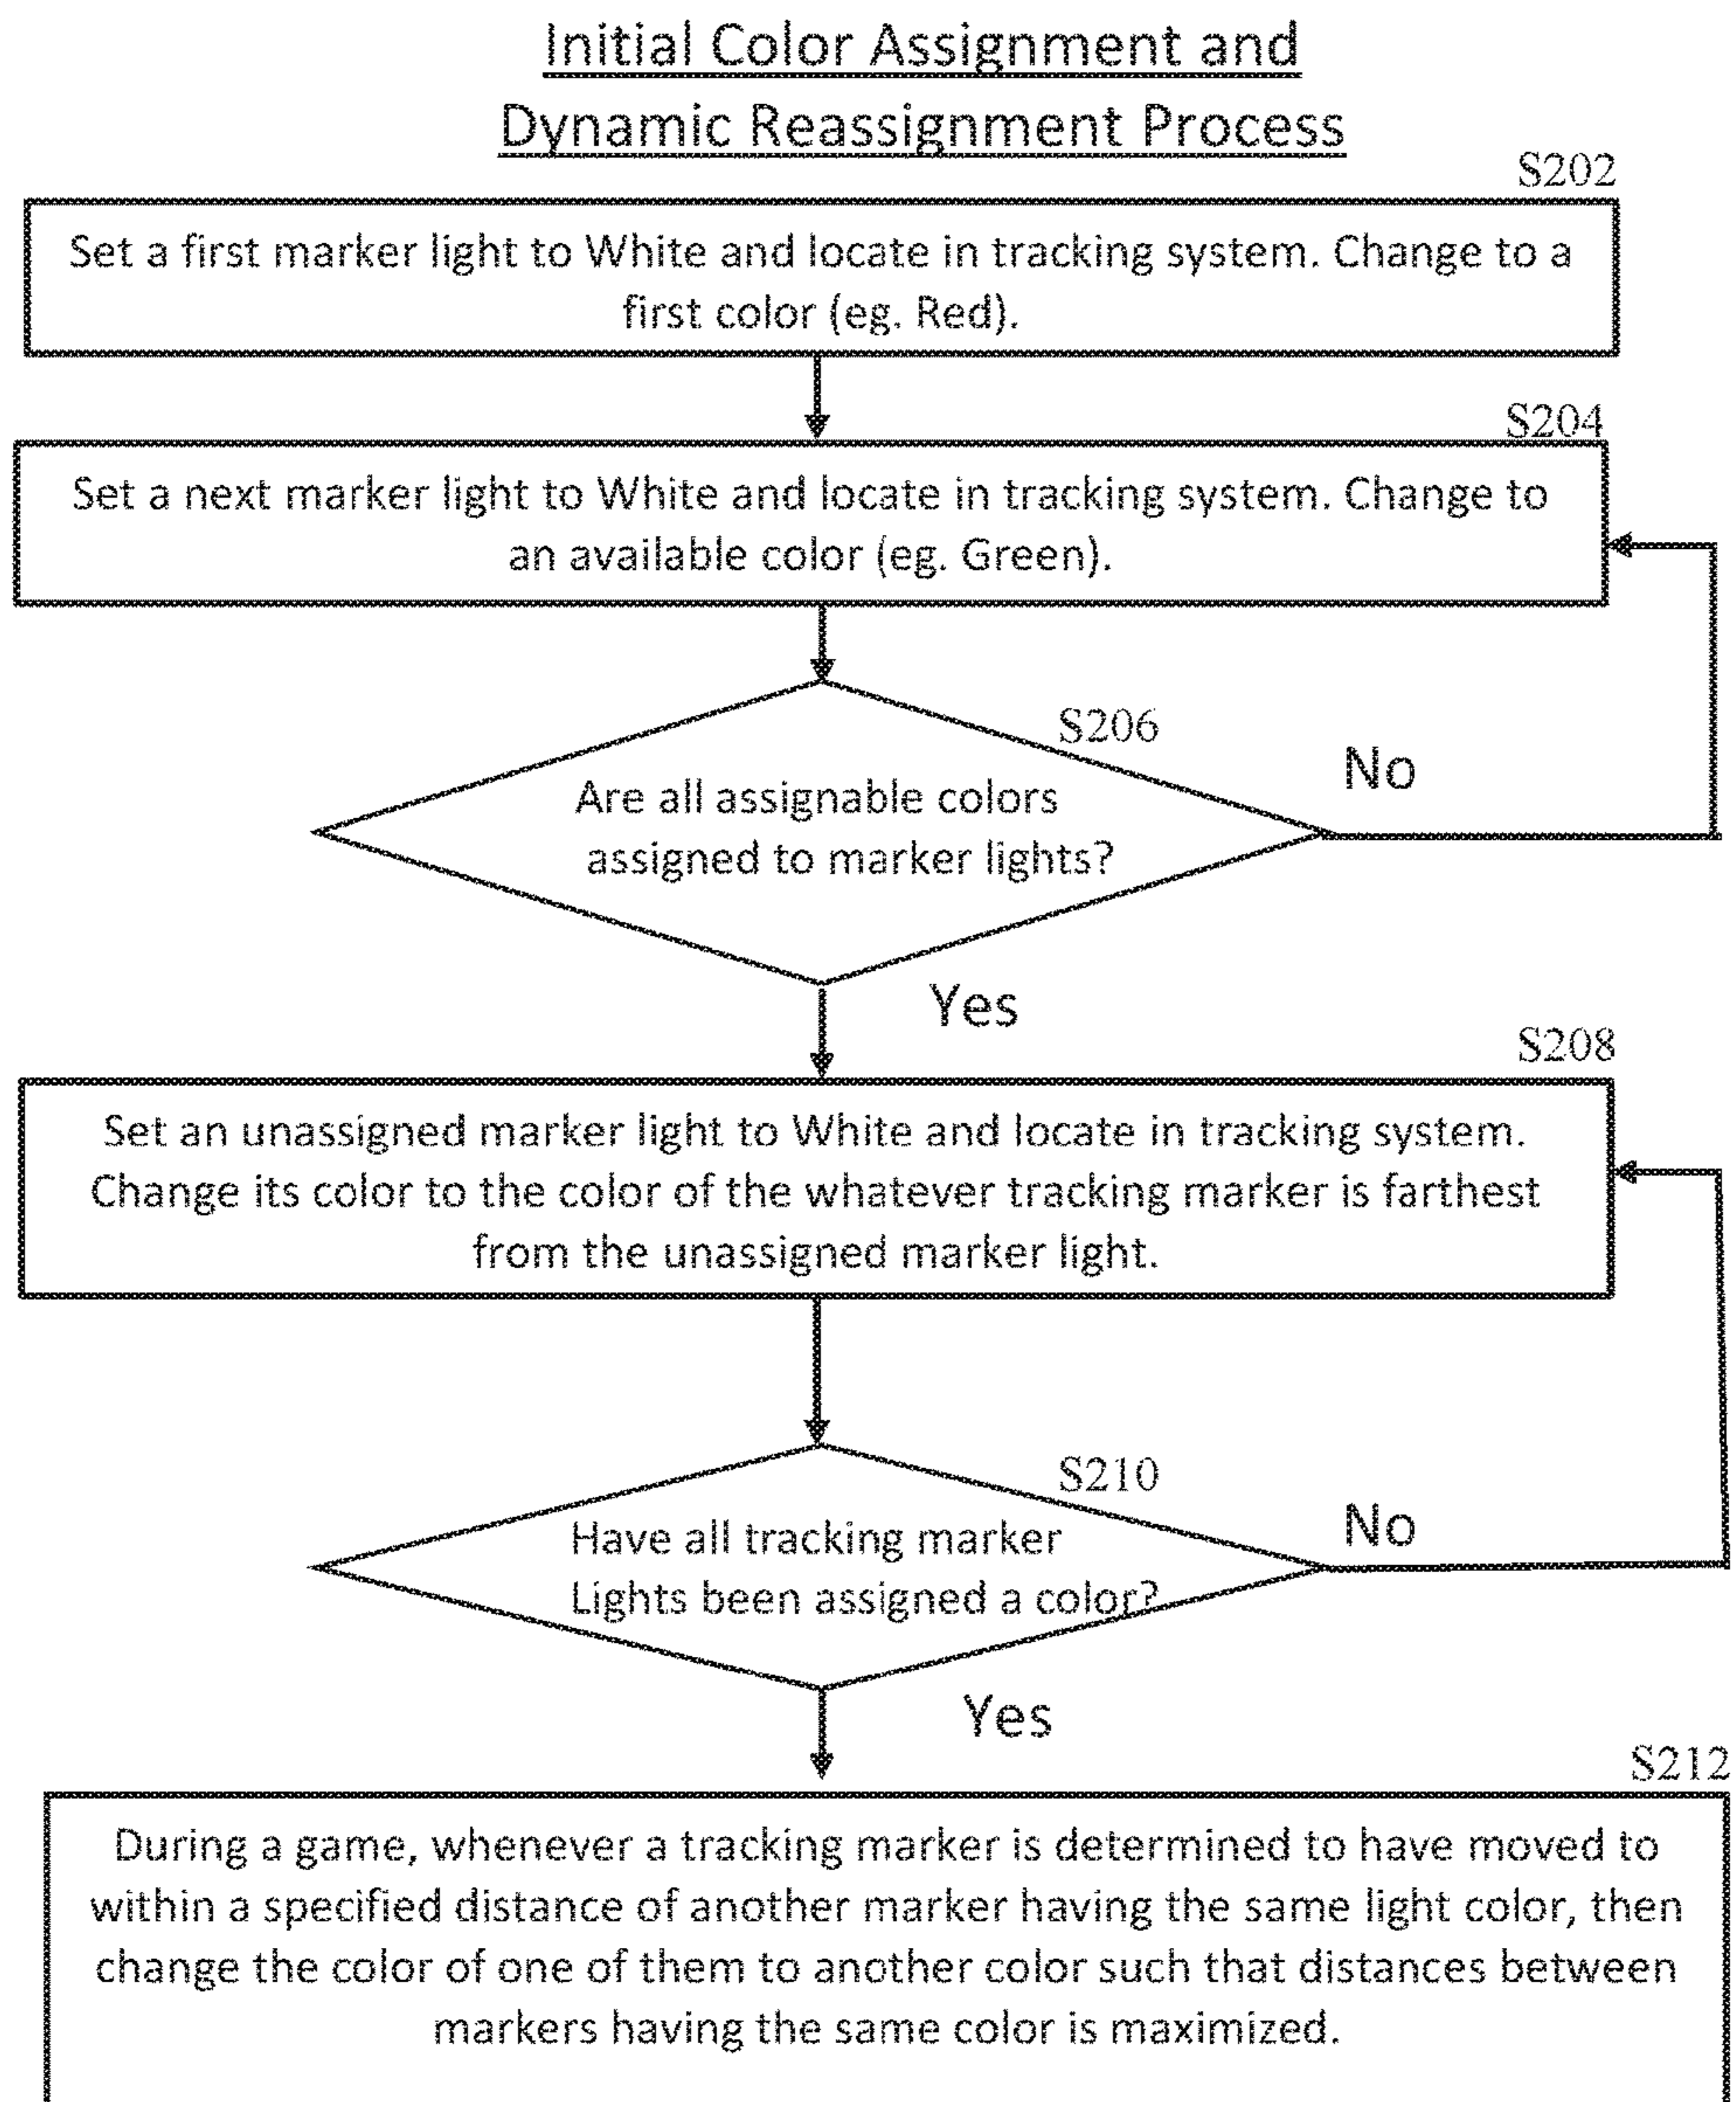 Initial Color Assignment and
Dynamic Reassignment Process
S202
Set a first marker light to White and locate in tracking system. Change to a
first color (eg. Red).
S204
Set a next marker light to White and locate in tracking system. Change to
an available color (eg. Green).
S206
No
Are all assignable colors
assigned to marker lights?
Yes
S208
Set an unassigned marker light to White and locate in tracking system.
Change its color to the color of the whatever tracking marker is farthest
from the unassigned marker light.
S210
No
Have all tracking marker
Lights been assigned a color?
Yes
S212
During a game, whenever a tracking marker is determined to have moved to
within a specified distance of another marker having the same light color, then
change the color of one of them to another color such that distances between
markers having the same color is maximized.